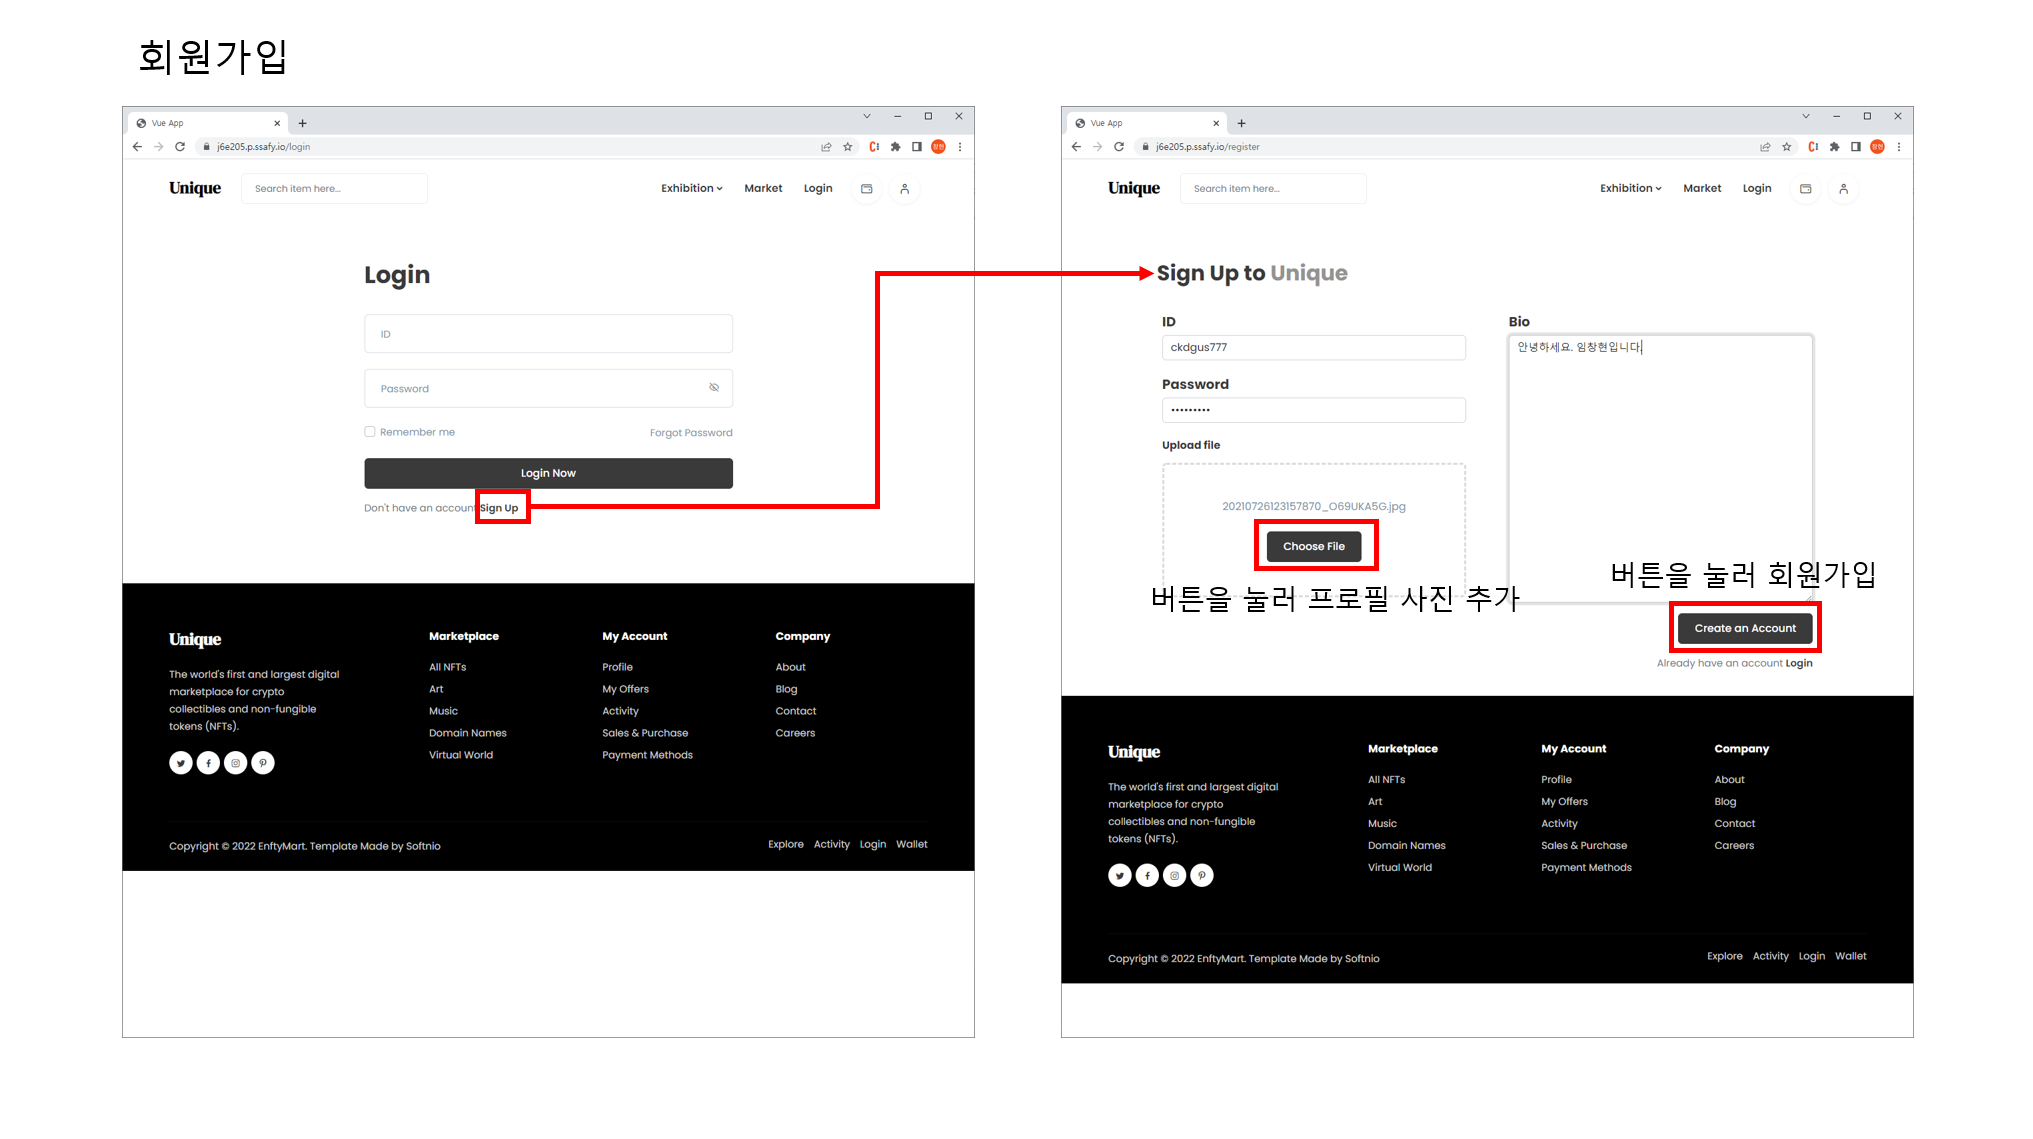 회원가입
Vue App
j6e205.p.ssafy.io/login
Unique
Search item here...
Exhibition
Market
Login
Login
ID
Password
Remember me
Forgot Password
Login Now
Don't have an account Sign Up
Unique
The world's first and largest digital
marketplace for crypto
collectibles and non-fungible
tokens (NFTs).
Marketplace
All NFTs
Art
Music
Domain Names
Virtual World
My Account
Profile
My Offers
Activity
Sales & Purchase
Payment Methods
Company
About
Blog
Contact
Careers
Copyright © 2022 EnftyMart. Template Made by Softnio
Explore Activity Login Wallet
Vue App
j6e205.p.ssafy.io/register
Unique
Search item here...
Exhibition
Market
Login
Sign Up to Unique
ID
ckdgus777
Password
•••••••••
Upload file
20210726123157870_O69UKA5G.jpg
Choose File
버튼을 눌러 프로필 사진 추가
Bio
안녕하세요. 임창현입니다
버튼을 눌러 회원가입
Create an Account
Already have an account Login
Unique
The world's first and largest digital
marketplace for crypto
collectibles and non-fungible
tokens (NFTs).
Marketplace
All NFTs
Art
Music
Domain Names
Virtual World
My Account
Profile
My Offers
Activity
Sales & Purchase
Payment Methods
Company
About
Blog
Contact
Careers
Copyright © 2022 EnftyMart. Template Made by Softnio
Explore Activity Login Wallet